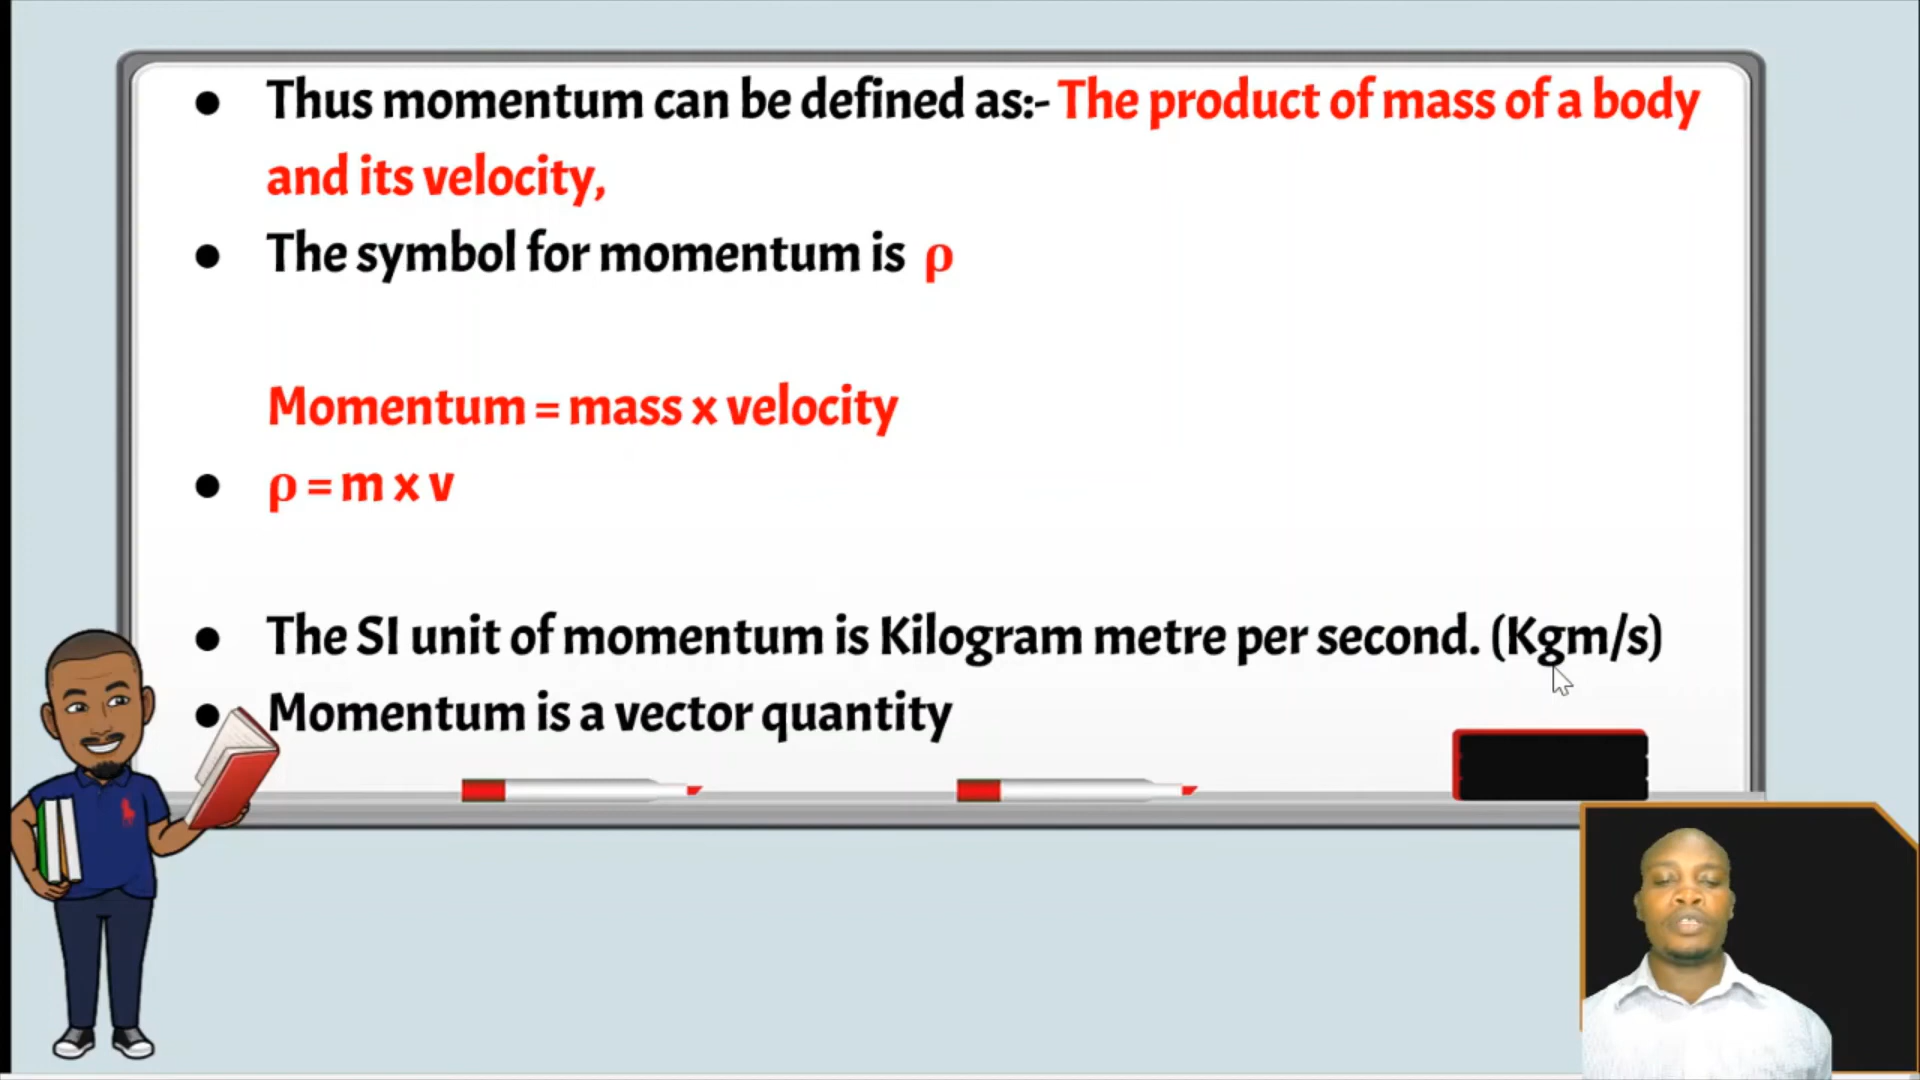 ● Thus momentum can be defined as:- The product of mass of a body
and its velocity,
● The symbol for momentum is ρ
Momentum = mass x velocity
● ρ = m x v
● The SI unit of momentum is Kilogram metre per second. (Kgm/s)
● Momentum is a vector quantity